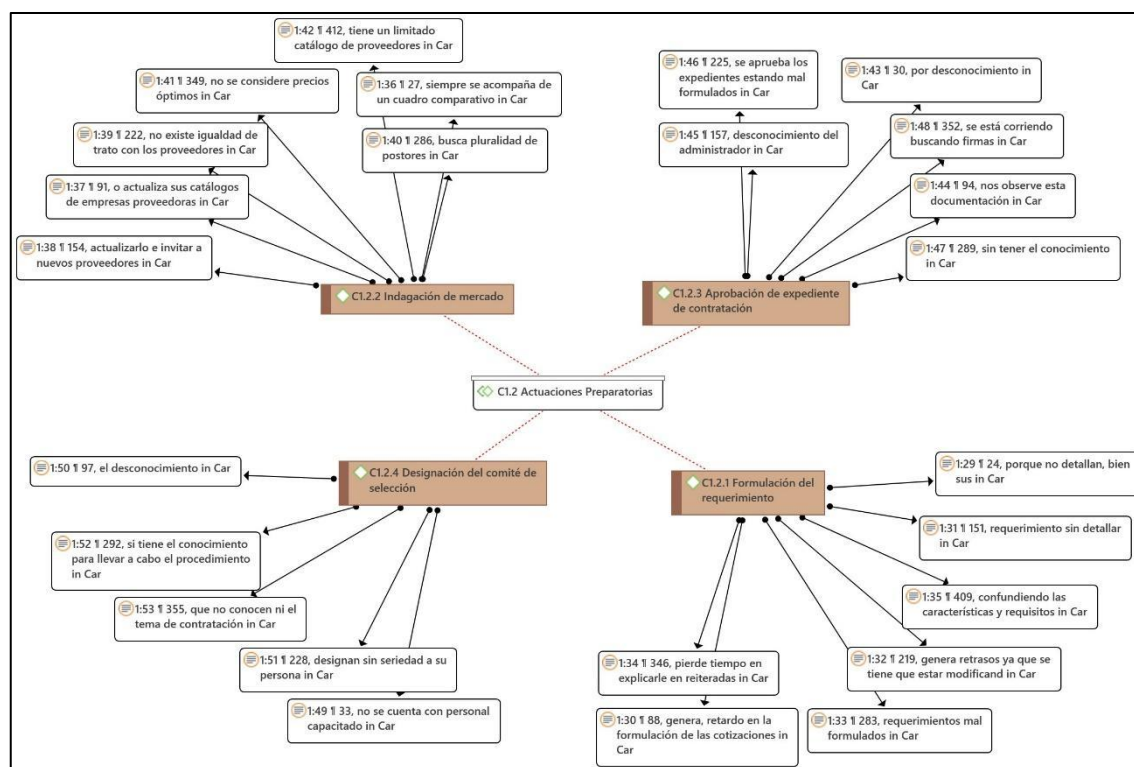 1:42 ¶ 412, tiene un limitado
catálogo de proveedores in Car
1:41 ¶ 349, no se considere precios
óptimos in Car
1:36 ¶ 27, siempre se acompaña de
un cuadro comparativo in Car
1:39 ¶ 222, no existe igualdad de
trato con los proveedores in Car
1:40 ¶ 286, busca pluralidad de
postores in Car
1:37 ¶ 91, o actualiza sus catálogos
de empresas proveedoras in Car
1:38 ¶ 154, actualizarlo e invitar a
nuevos proveedores in Car
C1.2.2 Indagación de mercado
1:46 ¶ 225, se aprueba los
expedientes estando mal
formulados in Car
1:43 ¶ 30, por desconocimiento in
Car
1:45 ¶ 157, desconocimiento del
administrador in Car
1:48 ¶ 352, se está corriendo
buscando firmas in Car
1:44 ¶ 94, nos observe esta
documentación in Car
1:47 ¶ 289, sin tener el conocimiento
in Car
C1.2.3 Aprobación de expediente
de contratación
C1.2 Actuaciones Preparatorias
C1.2.4 Designación del comité de
selección
1:50 ¶ 97, el desconocimiento in Car
1:52 ¶ 292, si tiene el conocimiento
para llevar a cabo el procedimiento
in Car
1:53 ¶ 355, que no conocen ni el
tema de contratación in Car
1:51 ¶ 228, designan sin seriedad a su
persona in Car
1:49 ¶ 33, no se cuenta con personal
capacitado in Car
C1.2.1 Formulación del
requerimiento
1:29 ¶ 24, porque no detallan, bien
sus in Car
1:31 ¶ 151, requerimiento sin detallar
in Car
1:35 ¶ 409, confundiendo las
características y requisitos in Car
1:34 ¶ 346, pierde tiempo en
explicarle en reiteradas in Car
1:32 ¶ 219, genera retrasos ya que se
tiene que estar modificand in Car
1:30 ¶ 88, genera, retardo en la
formulación de las cotizaciones in
Car
1:33 ¶ 283, requerimientos mal
formulados in Car